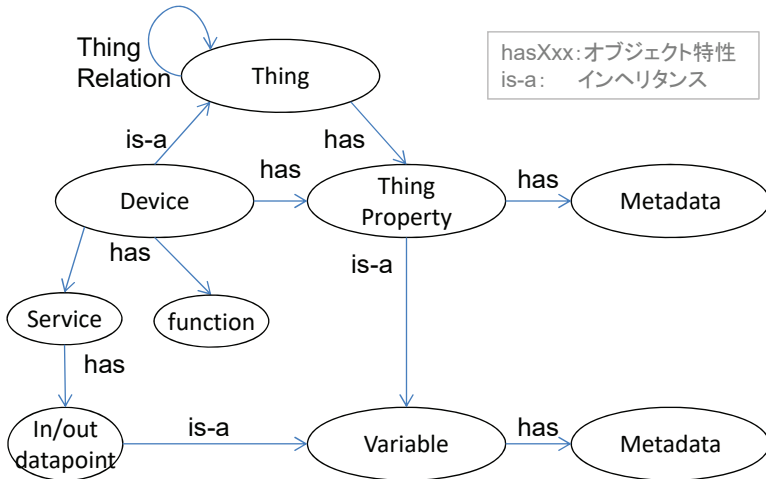 Thing
Relation
Thing
hasXxx:オブジェクト特性
is-a: インヘリタンス
is-a
has
has
has
Device
Thing
Property
Metadata
has
is-a
Service
function
has
In/out
datapoint
is-a
Variable
has
Metadata